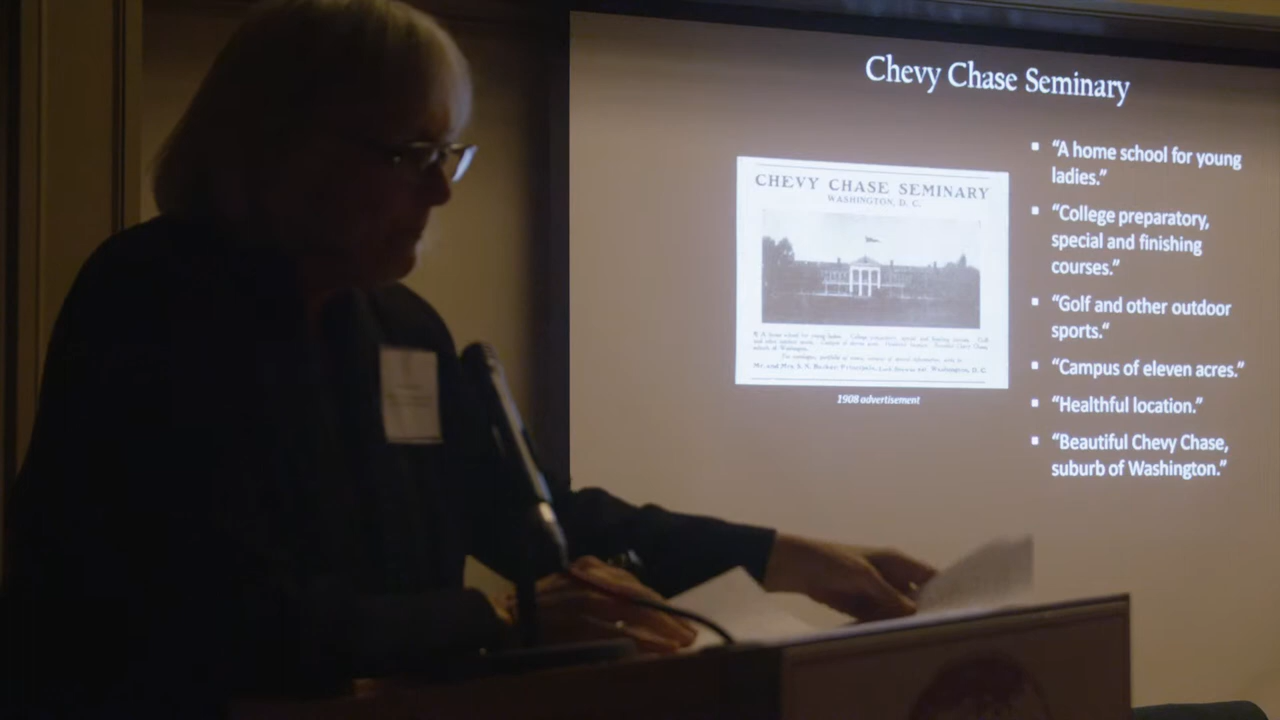 Chevy Chase Seminary
CHEVY CHASE SEMINARY
WASHINGTON, D. C.
1908 advertisement
▪ “A home school for young
ladies.”
▪ “College preparatory,
special and finishing
courses.”
▪ “Golf and other outdoor
sports.“
▪ “Campus of eleven acres.”
▪ “Healthful location.”
▪ “Beautiful Chevy Chase,
suburb of Washington.”